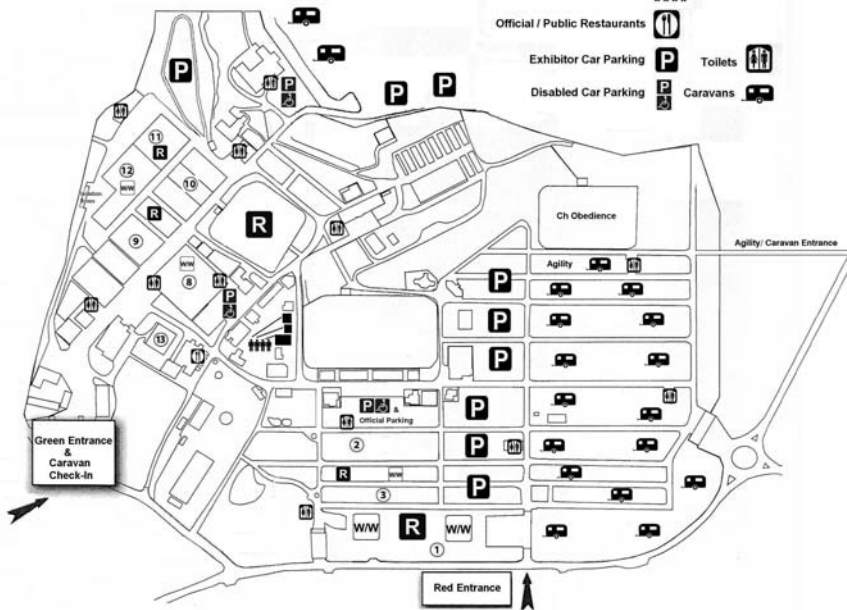 Official / Public Restaurants
Exhibitor Car Parking
P
Toilets
Disabled Car Parking
P
Caravans
P
P
P
P
11
R
12
W/W
10
R
9
R
W/W
8
P
13
Ch Obedience
Agility/ Caravan Entrance
Agility
P
P
P
P
&
Official Parking
P
Green Entrance
&
Caravan
Check-In
2
P
R
W/W
3
P
W/W
R
W/W
1
Red Entrance